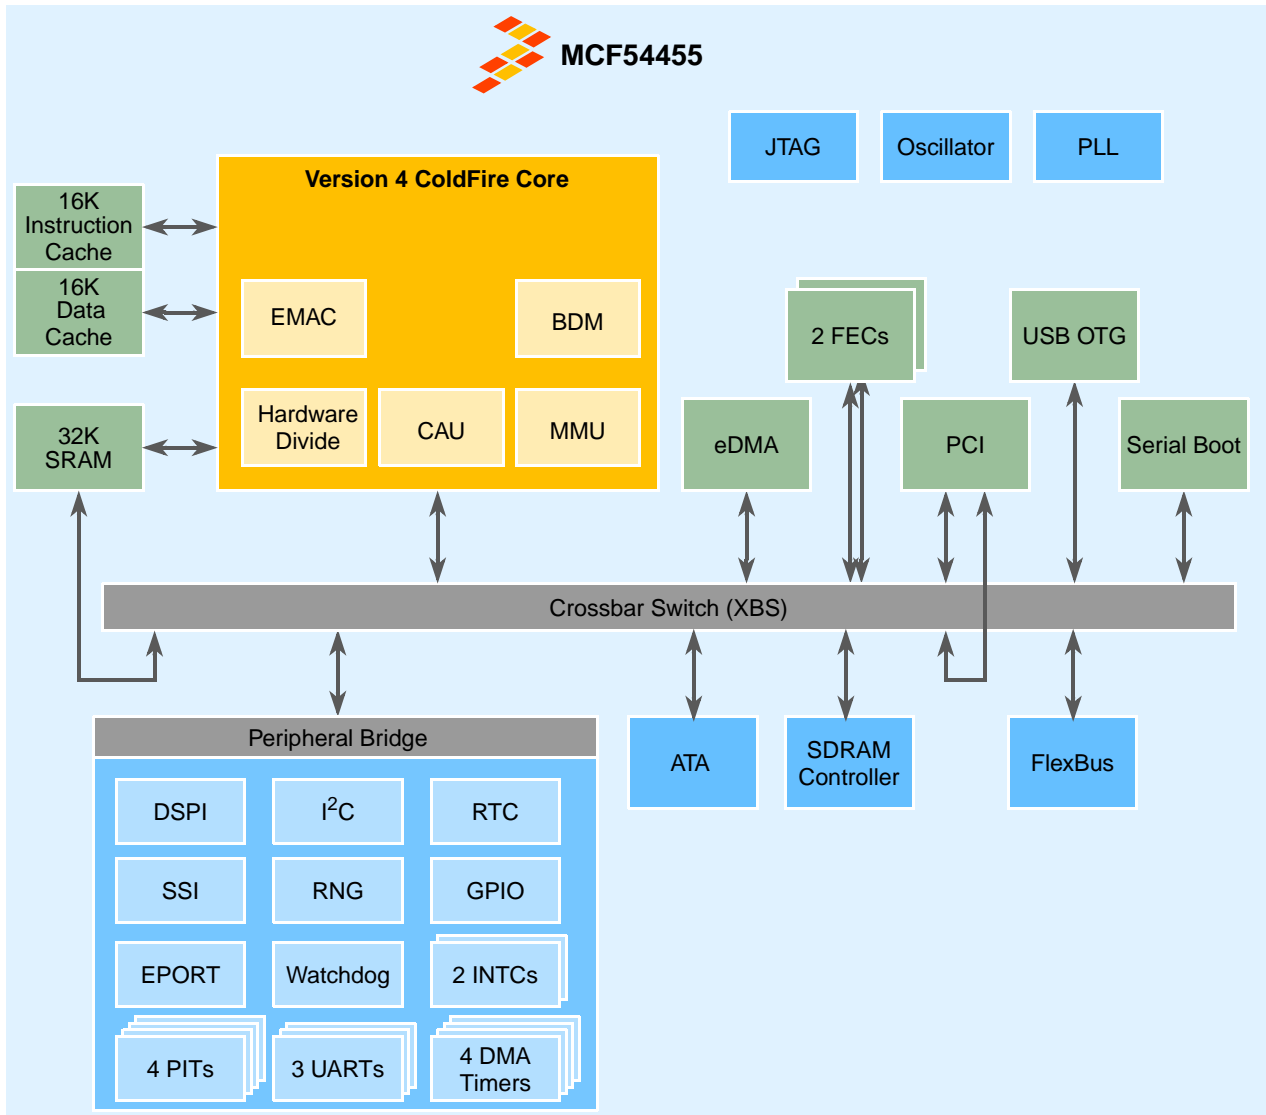 MCF54455
JTAG
Oscillator
PLL
Version 4 ColdFire Core
16K
Instruction
Cache
16K
Data
Cache
EMAC
BDM
2 FECs
USB OTG
32K
SRAM
Hardware
Divide
CAU
MMU
eDMA
PCI
Serial Boot
Crossbar Switch (XBS)
Peripheral Bridge
ATA
SDRAM
Controller
FlexBus
DSPI
I²C
RTC
SSI
RNG
GPIO
EPORT
Watchdog
2 INTCs
4 PITs
3 UARTs
4 DMA
Timers